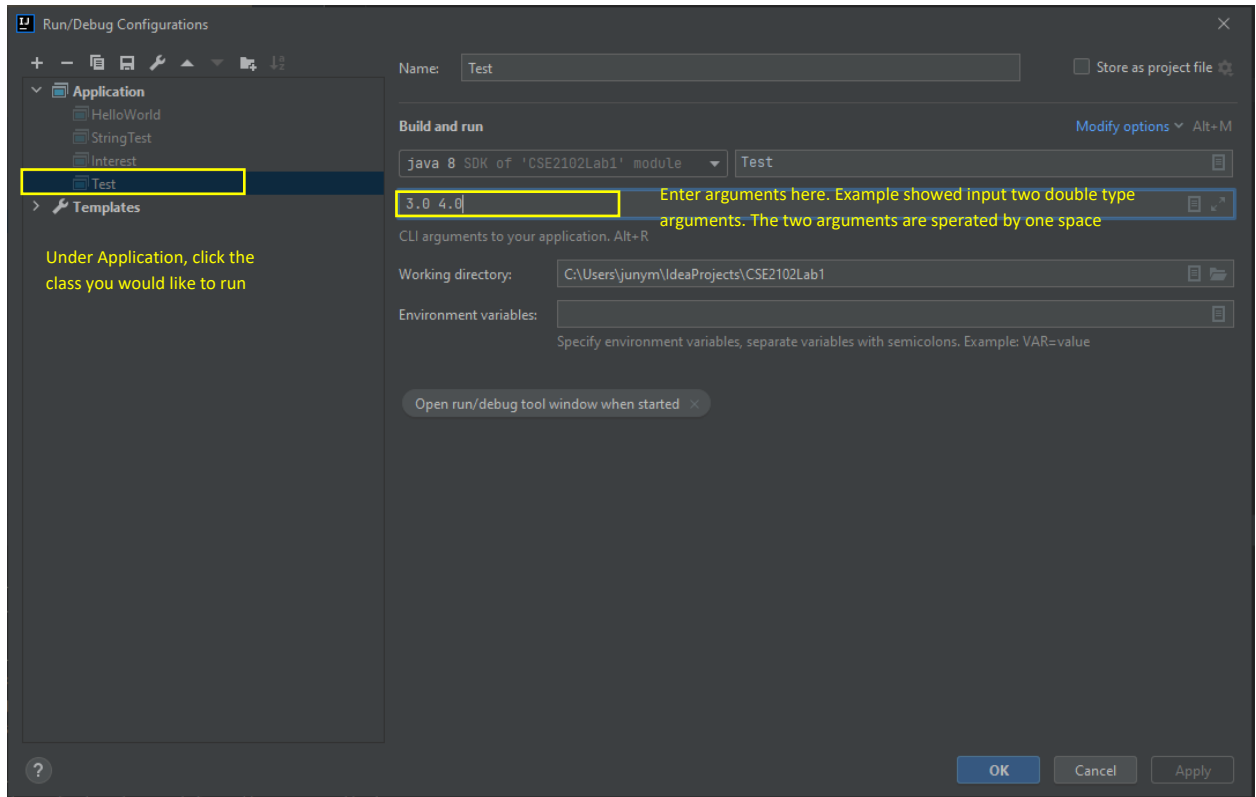 Run/Debug Configurations
Name: Test
Store as project file
Application
HelloWorld
StringTest
Interest
Test
Templates
Under Application, click the
class you would like to run
Build and run
Modify options Alt+M
java 8 SDK of 'CSE2102Lab1' module
Test
3.0 4.0
Enter arguments here. Example showed input two double type
arguments. The two arguments are sperated by one space
CLI arguments to your application. Alt+R
Working directory: C:\Users\junym\IdeaProjects\CSE2102Lab1
Environment variables:
Specify environment variables, separate variables with semicolons. Example: VAR=value
Open run/debug tool window when started ×
?
OK Cancel Apply